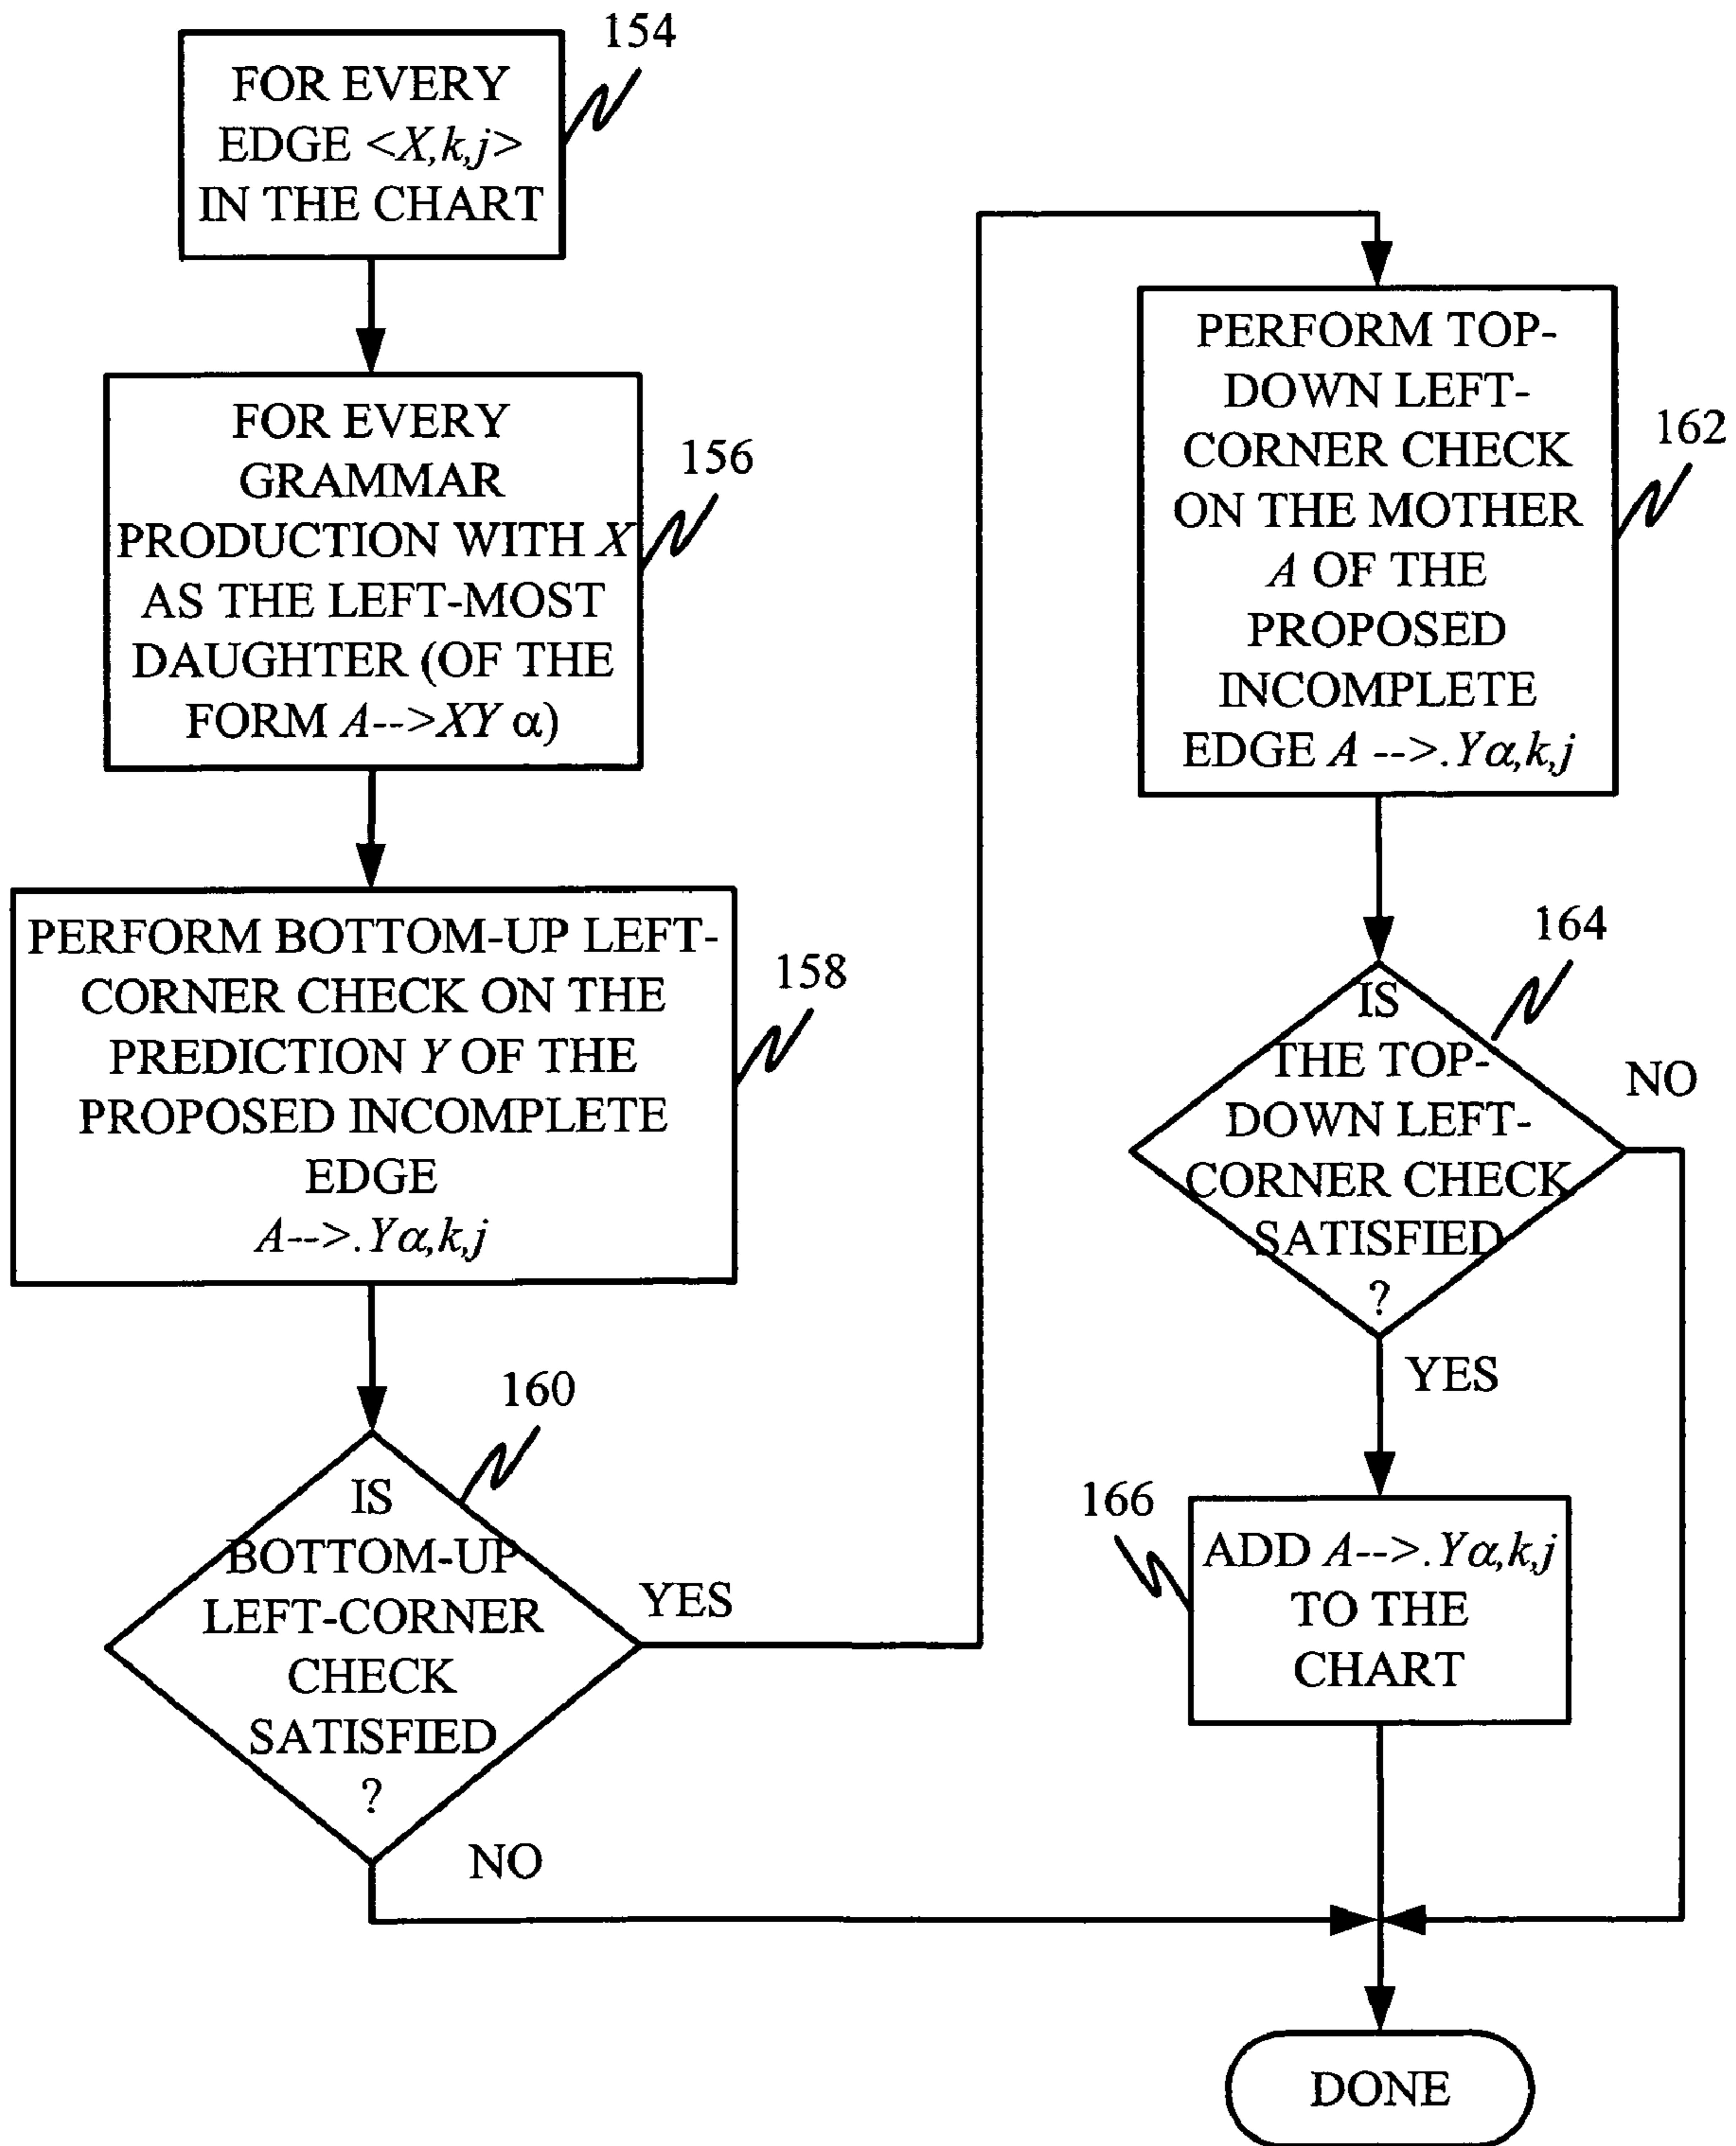 154
FOR EVERY
EDGE <X,k,j>
IN THE CHART
156
FOR EVERY
GRAMMAR
PRODUCTION WITH X
AS THE LEFT-MOST
DAUGHTER (OF THE
FORM A-->XY α)
158
PERFORM BOTTOM-UP LEFT-
CORNER CHECK ON THE
PREDICTION Y OF THE
PROPOSED INCOMPLETE
EDGE
A-->.Yα,k,j
160
IS
BOTTOM-UP
LEFT-CORNER
CHECK
SATISFIED
?
YES
NO
162
PERFORM TOP-
DOWN LEFT-
CORNER CHECK
ON THE MOTHER
A OF THE
PROPOSED
INCOMPLETE
EDGE A -->.Yα,k,j
164
IS
THE TOP-
DOWN LEFT-
CORNER CHECK
SATISFIED
?
NO
YES
166
ADD A-->.Yα,k,j
TO THE
CHART
DONE